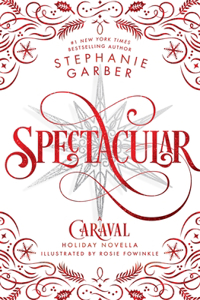 #1 NEW YORK TIMES
BESTSELLING AUTHOR
STEPHANIE
GARBER
SPECTACULAR
A
CARAVAL
HOLIDAY NOVELLA
ILLUSTRATED BY ROSIE FOWINKLE